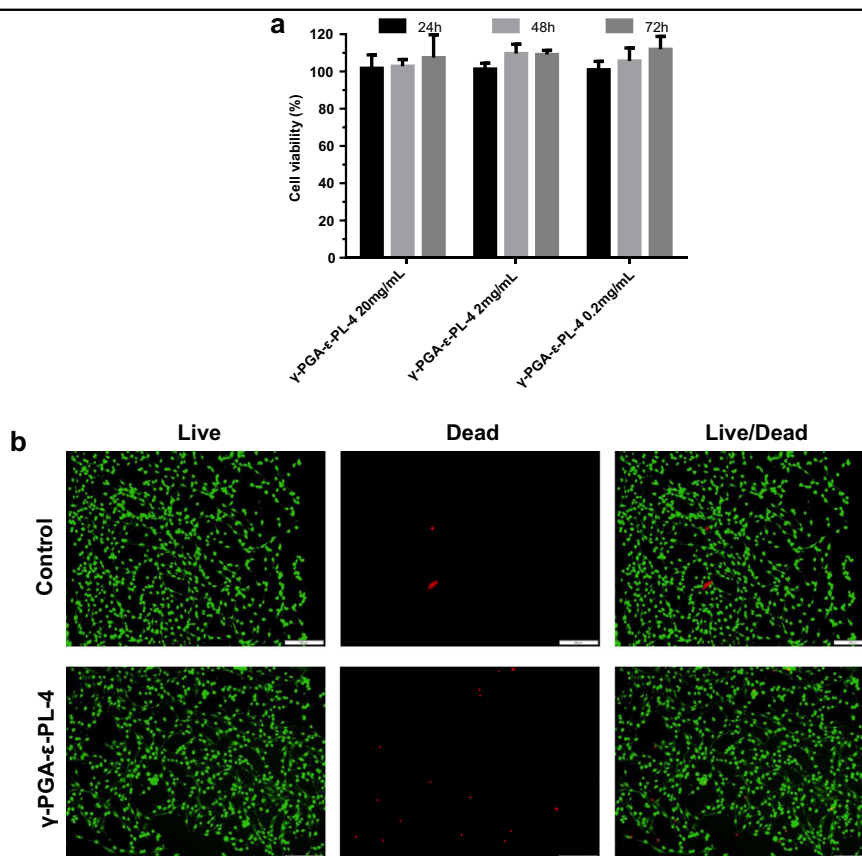 a
24h 48h 72h
Cell viability (%)
120
100
80
60
40
20
0
γ-PGA-ε-PL-4 20mg/mL
γ-PGA-ε-PL-4 2mg/mL
γ-PGA-ε-PL-4 0.2mg/mL
b
Live Dead Live/Dead
Control
γ-PGA-ε-PL-4